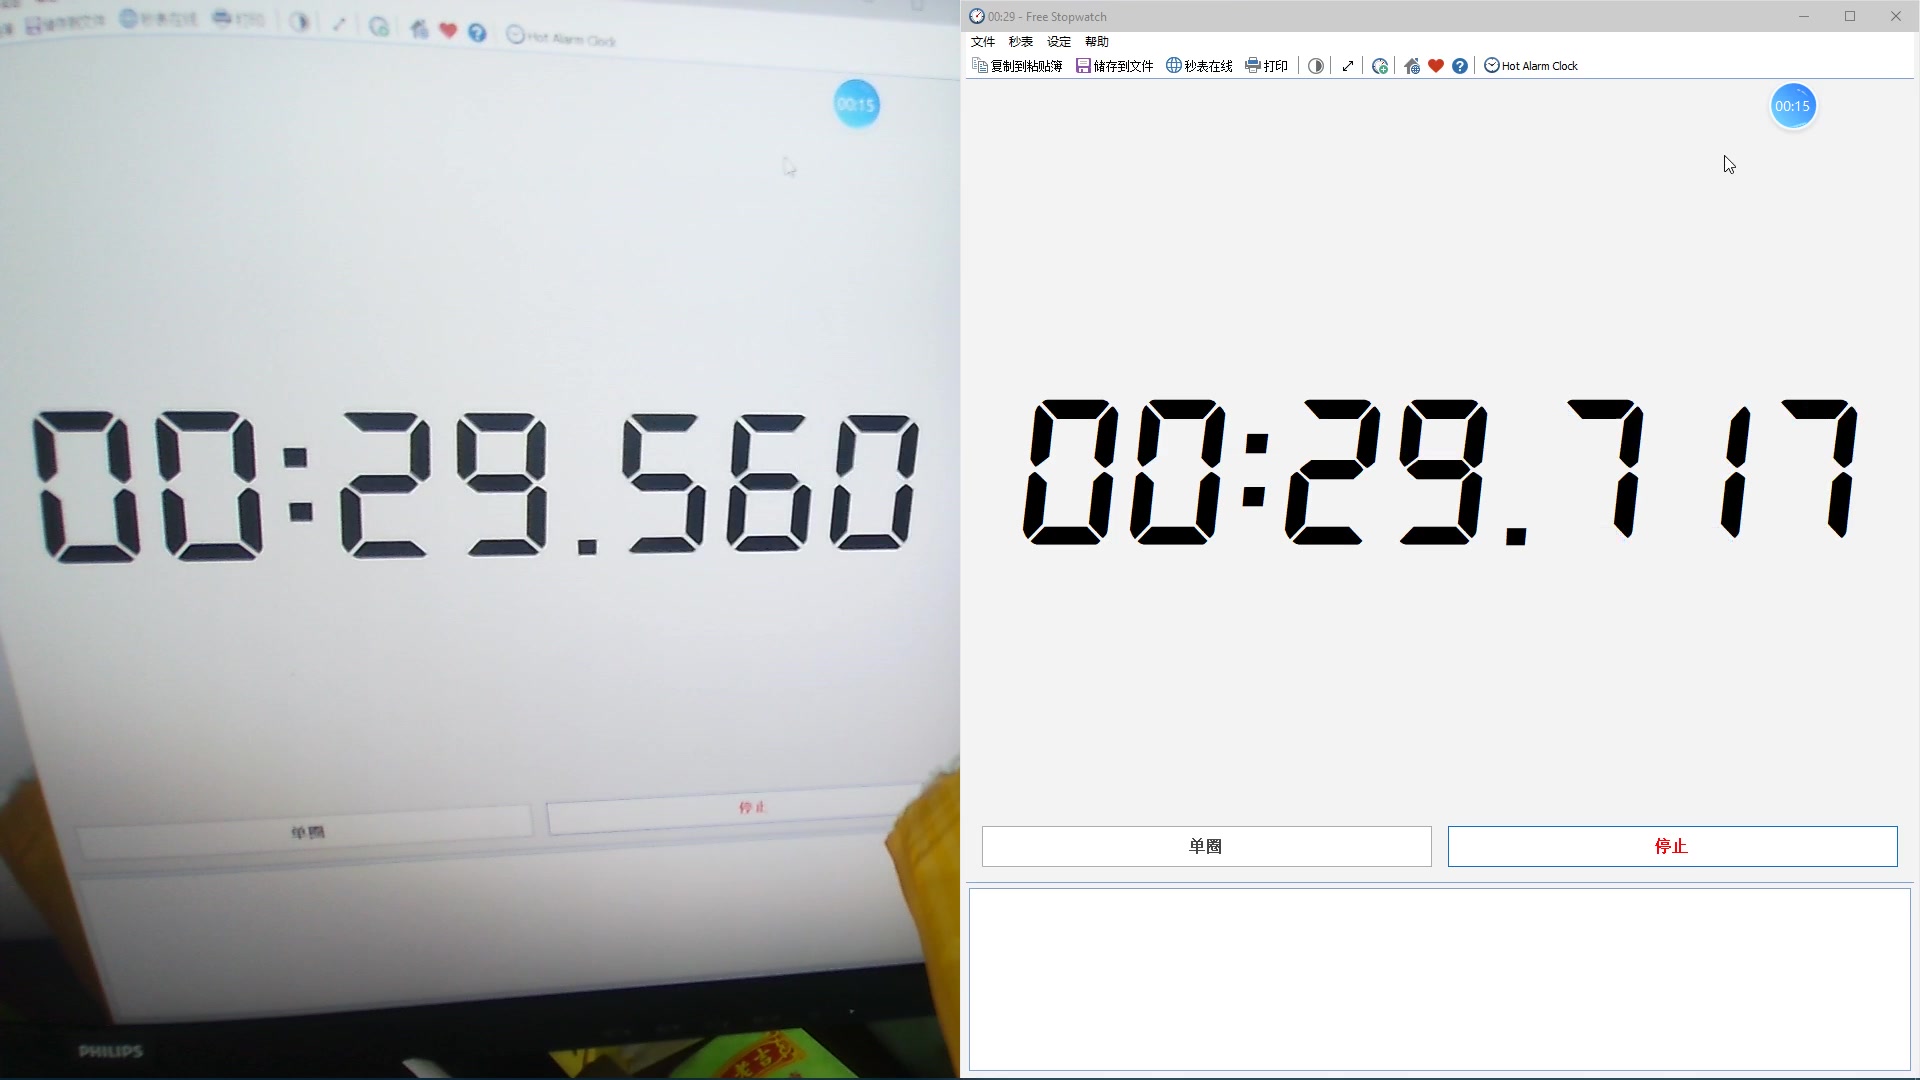 储存到文件 秒表在线 打印 Hot Alarm Clock
00:15
00:29.560
单圈 停止
PHILIPS
老吉
00:29 - Free Stopwatch
文件 秒表 设定 帮助
复制到粘贴簿 储存到文件 秒表在线 打印 Hot Alarm Clock
00:15
00:29.717
单圈 停止